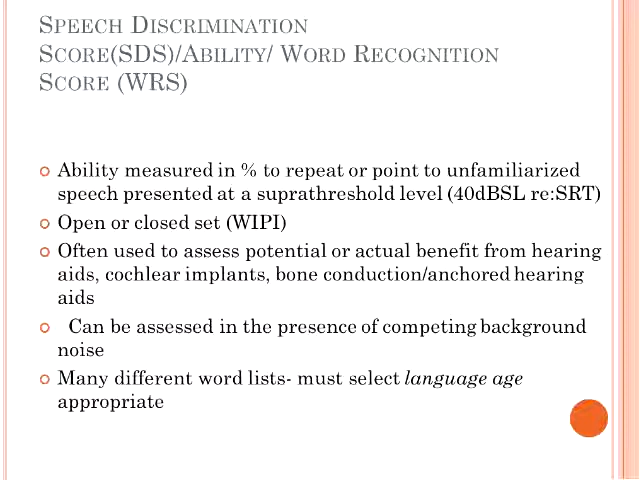 SPEECH DISCRIMINATION
SCORE(SDS)/ABILITY/ WORD RECOGNITION
SCORE (WRS)
Ability measured in % to repeat or point to unfamiliarized
speech presented at a suprathreshold level (40dBSL re:SRT)
Open or closed set (WIPI)
Often used to assess potential or actual benefit from hearing
aids, cochlear implants, bone conduction/anchored hearing
aids
Can be assessed in the presence of competing background
noise
Many different word lists- must select language age
appropriate